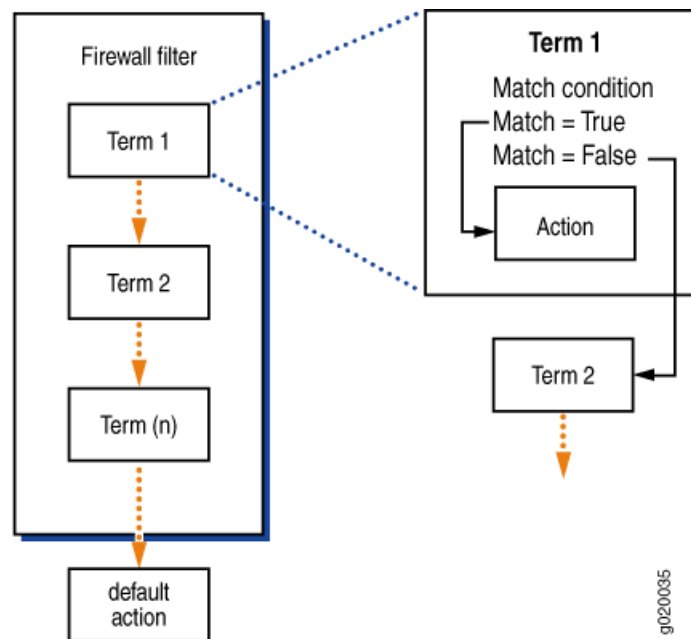 Firewall filter
Term 1
Term 2
Term (n)
default
action
Term 1
Match condition
Match = True
Match = False
Action
Term 2
g020035